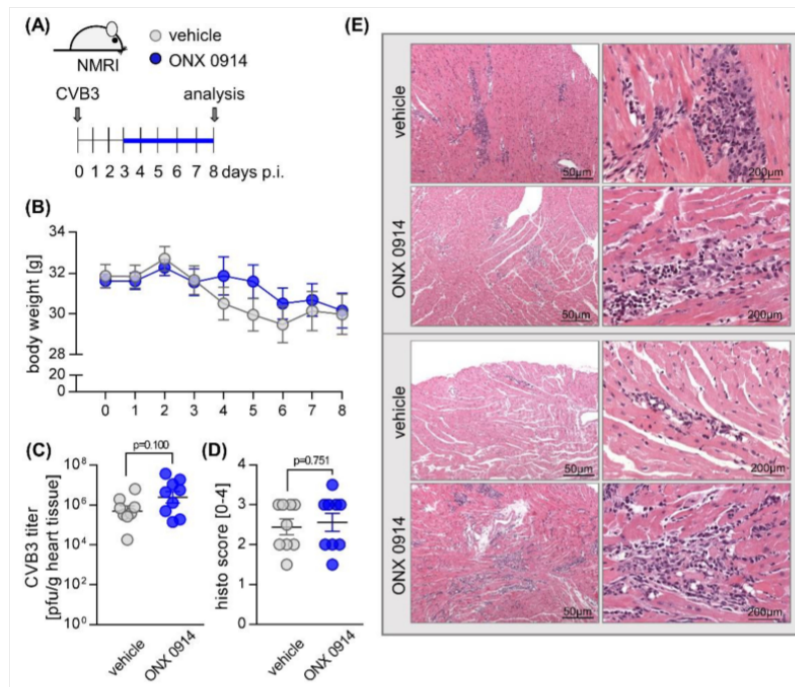 (A)
vehicle
ONX 0914
NMRI
CVB3
analysis
0 1 2 3 4 5 6 7 8 days p.i.
(B)
body weight [g]
34
32
30
28
20
0
0 1 2 3 4 5 6 7 8
(C)
p=0.100
CVB3 titer
[pfu/g heart tissue]
10⁸
10⁶
10⁴
10²
10⁰
vehicle
ONX 0914
(D)
p=0.751
histo score [0-4]
4
3
2
1
0
vehicle
ONX 0914
(E)
vehicle
50µm
200µm
ONX 0914
50µm
200µm
vehicle
50µm
200µm
ONX 0914
50µm
200µm